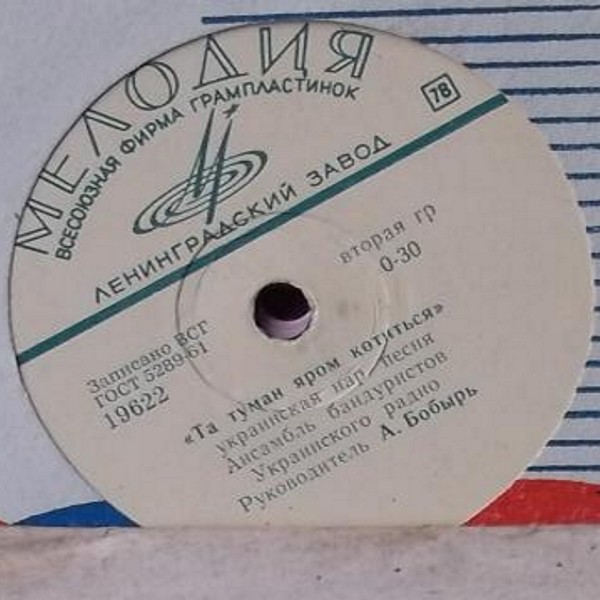 МЕЛОДИЯ
ВСЕСОЮЗНАЯ ФИРМА ГРАМПЛАСТИНОК
78
ЛЕНИНГРАДСКИЙ ЗАВОД
вторая гр
0-30
Записано ВСГ
ГОСТ 5289-61
19622
«Та туман яром котиться»
украинская нар. песня
Ансамбль бандуристов
Украинского радио
Руководитель А. Бобырь